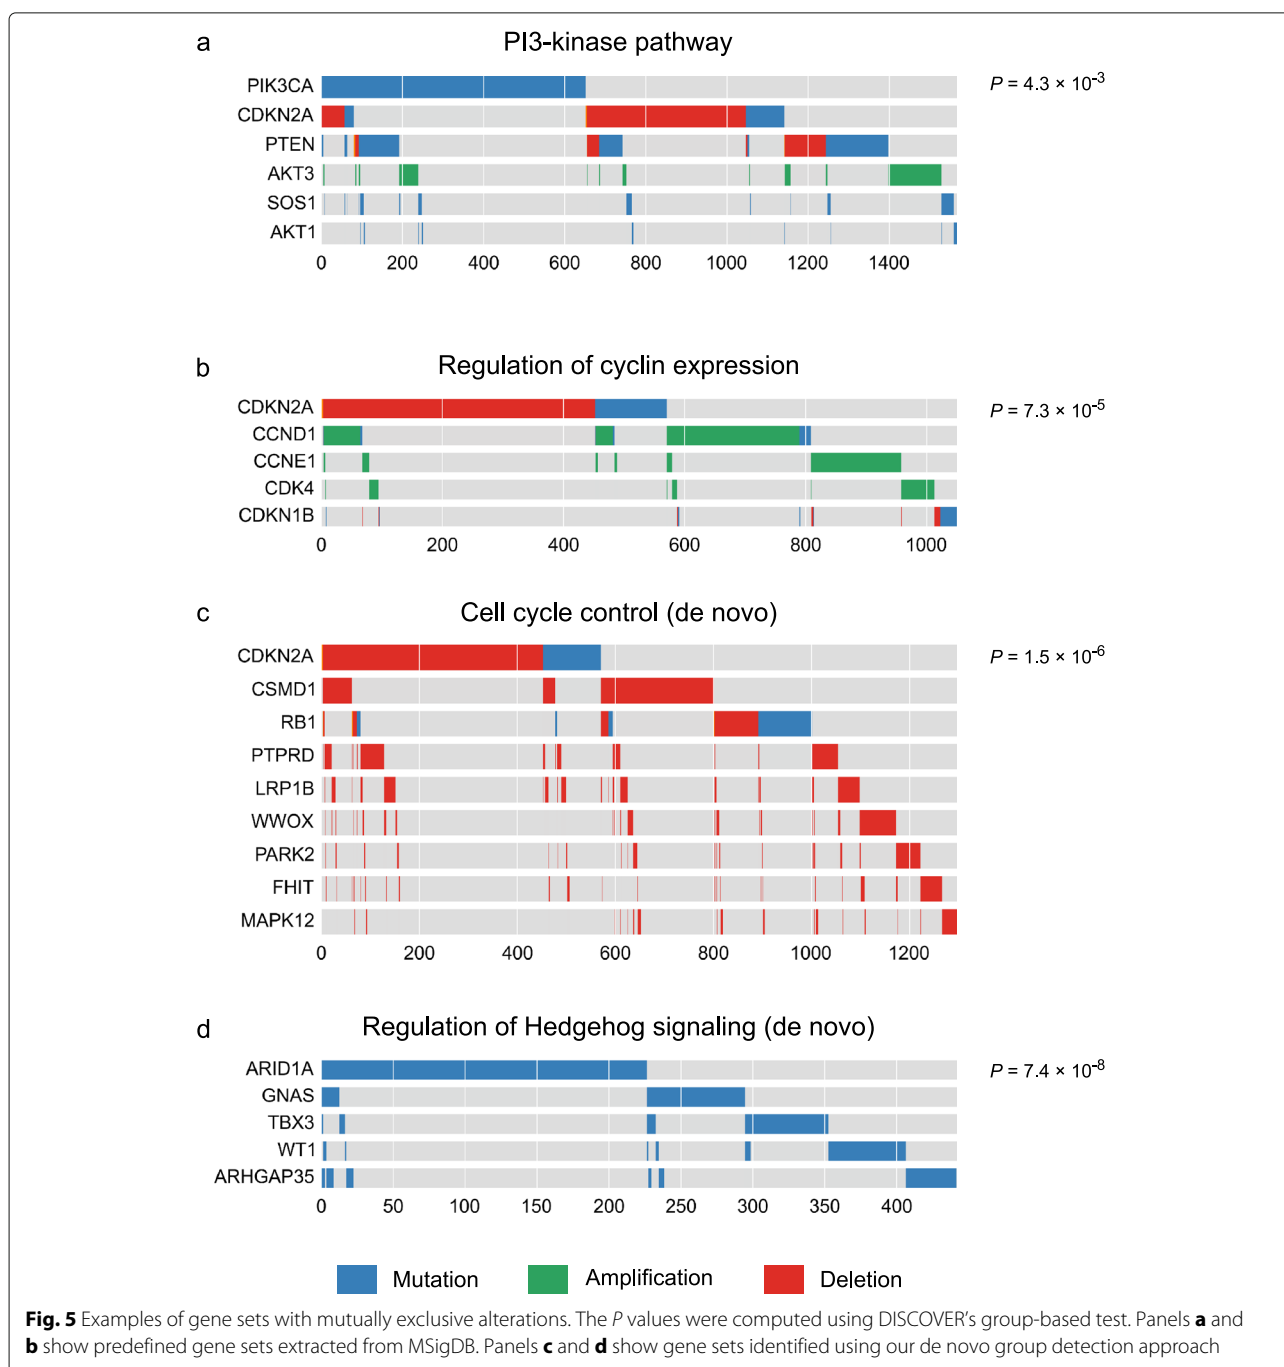 a PI3-kinase pathway
PIK3CA
P = 4.3 × 10-3
CDKN2A
PTEN
AKT3
SOS1
AKT1
0 200 400 600 800 1000 1200 1400
b Regulation of cyclin expression
CDKN2A
P = 7.3 × 10-5
CCND1
CCNE1
CDK4
CDKN1B
0 200 400 600 800 1000
c Cell cycle control (de novo)
CDKN2A
P = 1.5 × 10-6
CSMD1
RB1
PTPRD
LRP1B
WWOX
PARK2
FHIT
MAPK12
0 200 400 600 800 1000 1200
d Regulation of Hedgehog signaling (de novo)
ARID1A
P = 7.4 × 10-8
GNAS
TBX3
WT1
ARHGAP35
0 50 100 150 200 250 300 350 400
Mutation Amplification Deletion
Fig. 5 Examples of gene sets with mutually exclusive alterations. The P values were computed using DISCOVER's group-based test. Panels a and
b show predefined gene sets extracted from MSigDB. Panels c and d show gene sets identified using our de novo group detection approach